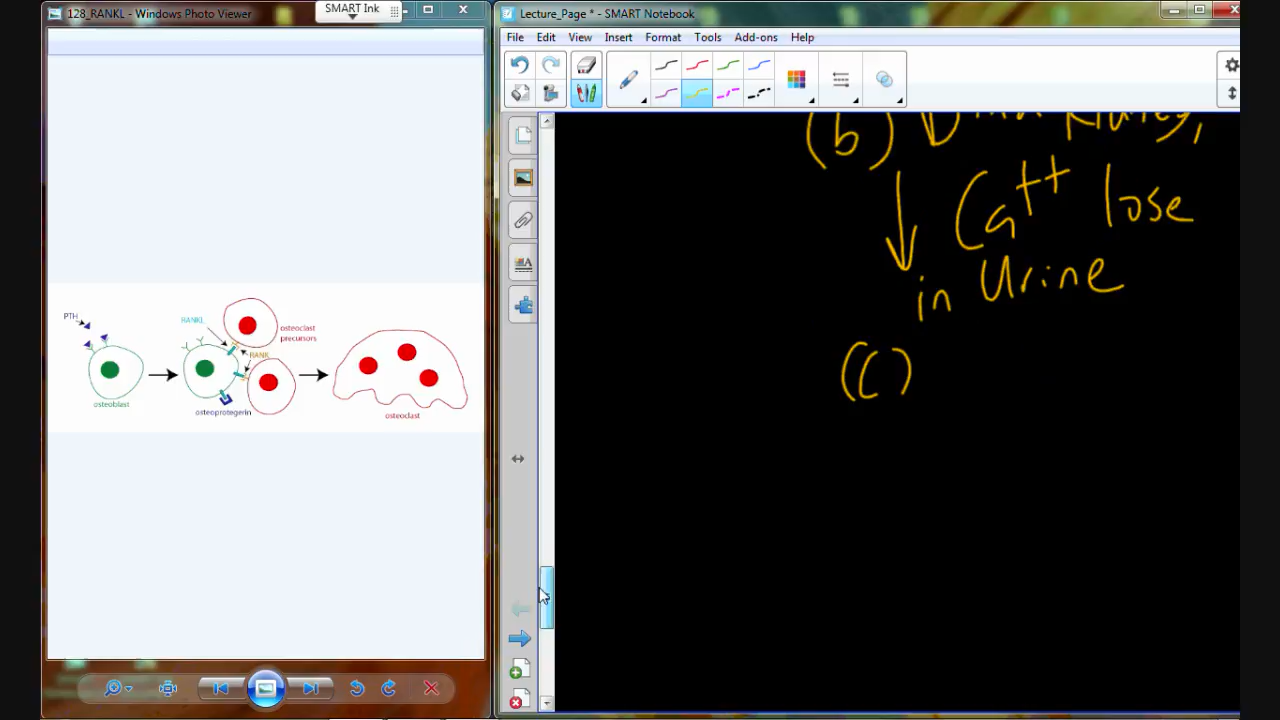 128_RANKL - Windows Photo Viewer
SMART Ink
PTH
osteoblast
RANKL
RANK
osteoprotegerin
osteoclast
precursors
osteoclast
Lecture_Page * - SMART Notebook
File Edit View Insert Format Tools Add-ons Help
(b)
Ca++ lose
in Urine
(c)